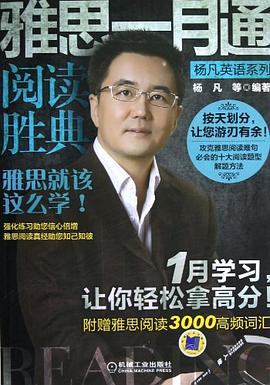 雅思一月通
杨凡英语系列
杨 凡 等◎编著
阅读
胜典
按天划分,
让您游刃有余!
攻克雅思阅读难句
必会的十大阅读题型
解题方法
雅思就该
这么学!
强化练习助您信心倍增
雅思阅读真经助您知己知彼
1月学习,
让你轻松拿高分!
附赠雅思阅读3000高频词汇
READING
机械工业出版社
CHINA MACHINE PRESS